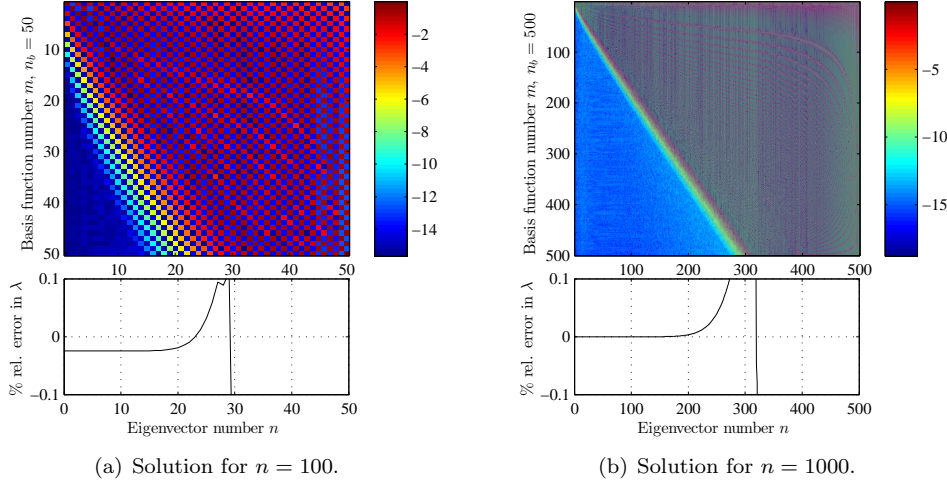 Basis function number m, n_b = 50
10
20
30
40
50
10 20 30 40 50
−2
−4
−6
−8
−10
−12
−14
% rel. error in λ
0.1
0
−0.1
0 10 20 30 40 50
Eigenvector number n
(a) Solution for n = 100.
Basis function number m, n_b = 500
100
200
300
400
500
100 200 300 400 500
−5
−10
−15
% rel. error in λ
0.1
0
−0.1
0 100 200 300 400 500
Eigenvector number n
(b) Solution for n = 1000.